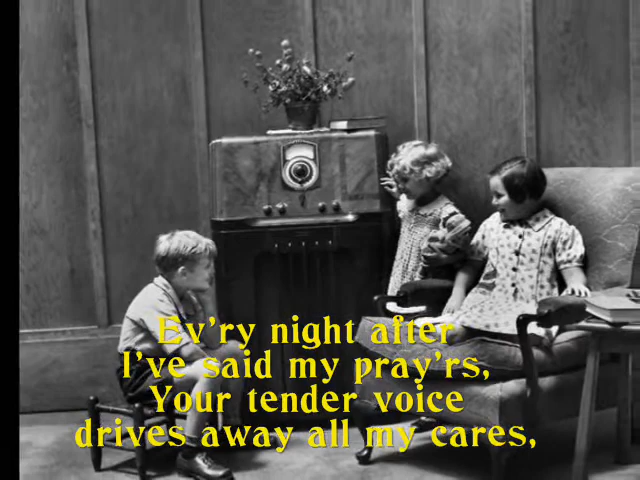 Ev'ry night after
I've said my pray'rs,
Your tender voice
drives away all my cares,